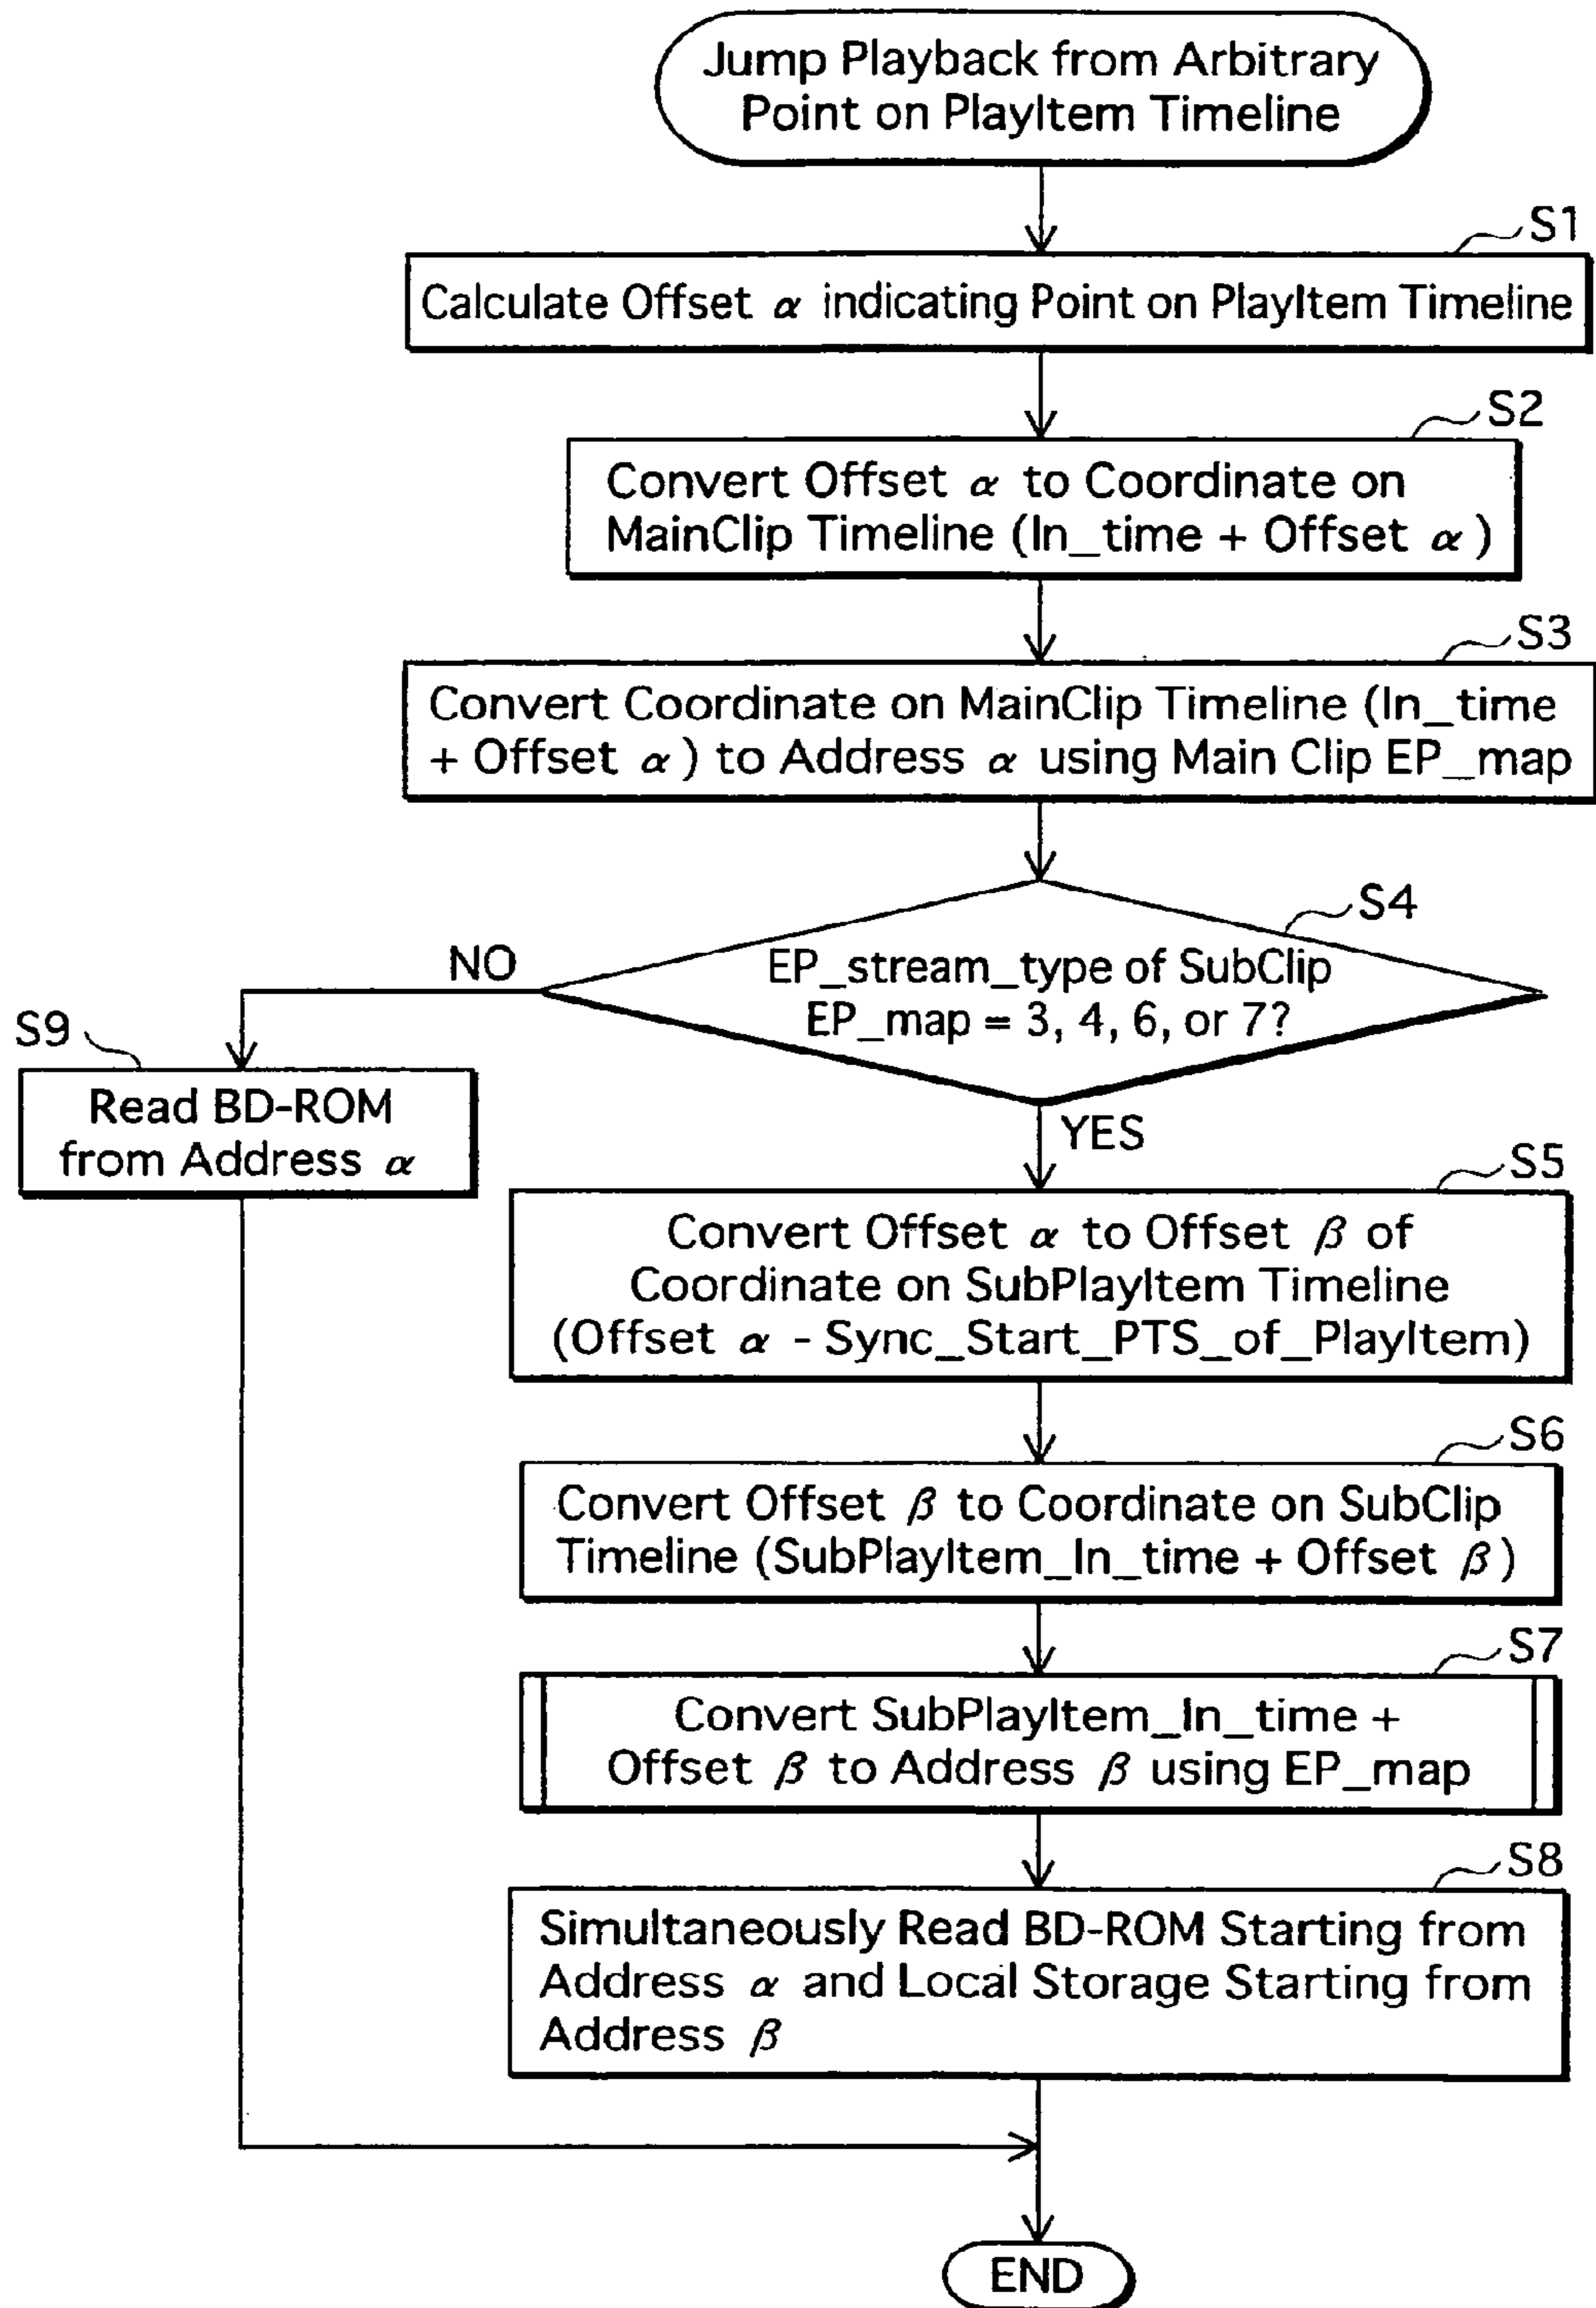 Jump Playback from Arbitrary
Point on PlayItem Timeline
S1
Calculate Offset α indicating Point on PlayItem Timeline
S2
Convert Offset α to Coordinate on
MainClip Timeline (In_time + Offset α)
S3
Convert Coordinate on MainClip Timeline (In_time
+ Offset α) to Address α using Main Clip EP_map
S4
EP_stream_type of SubClip
EP_map = 3, 4, 6, or 7?
NO
S9
Read BD-ROM
from Address α
YES
S5
Convert Offset α to Offset β of
Coordinate on SubPlayItem Timeline
(Offset α - Sync_Start_PTS_of_PlayItem)
S6
Convert Offset β to Coordinate on SubClip
Timeline (SubPlayItem_In_time + Offset β)
S7
Convert SubPlayItem_In_time +
Offset β to Address β using EP_map
S8
Simultaneously Read BD-ROM Starting from
Address α and Local Storage Starting from
Address β
END